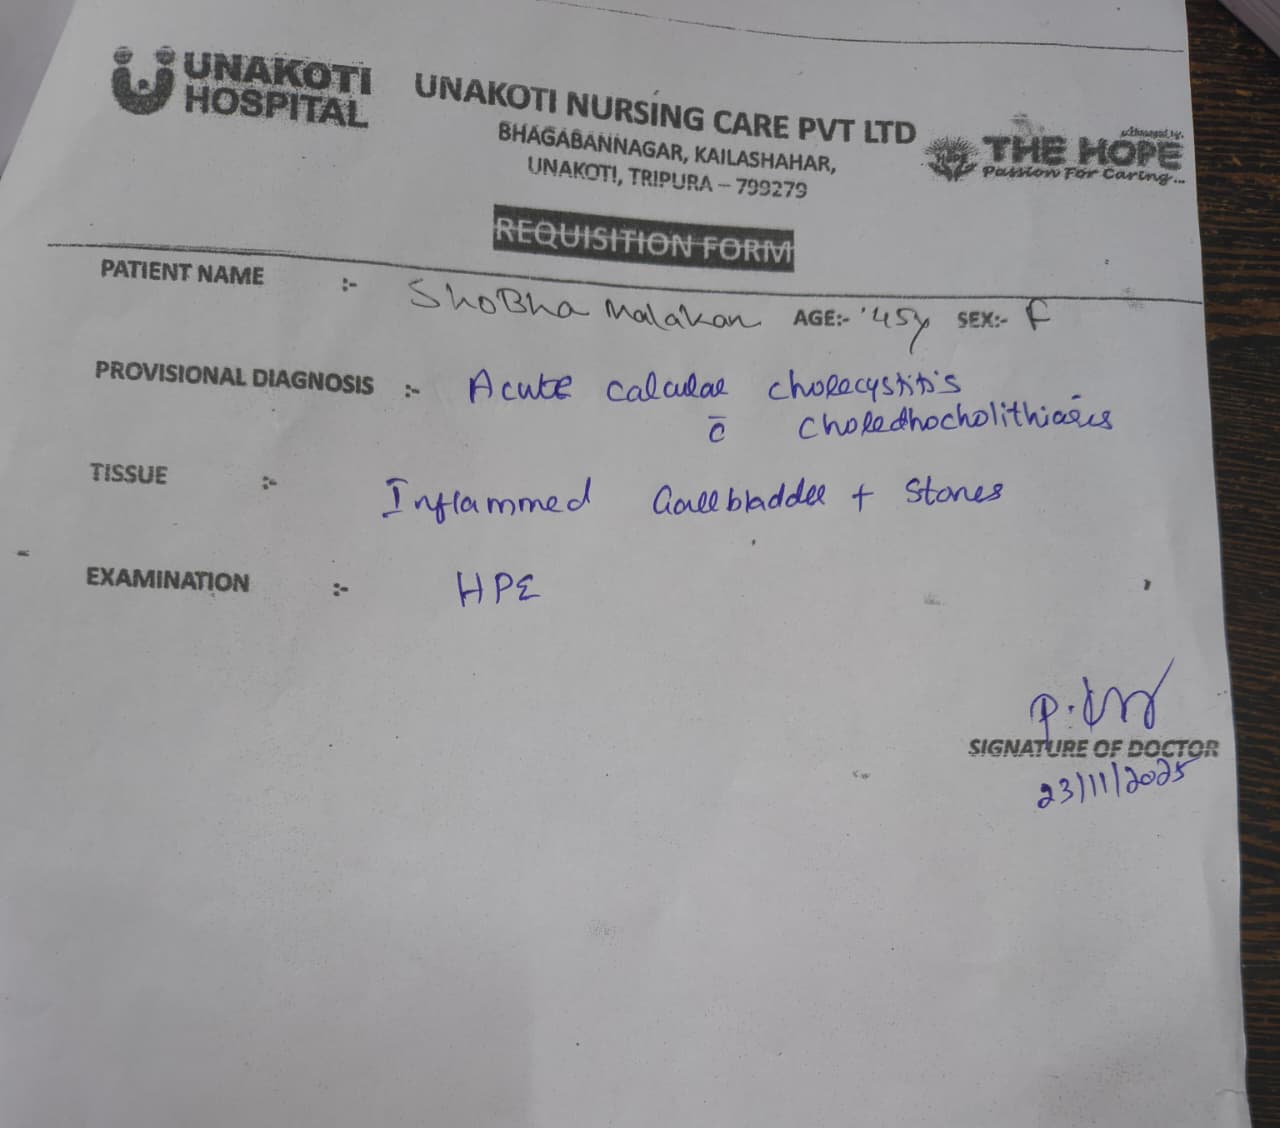 UNAKOTI HOSPITAL
UNAKOTI NURSING CARE PVT LTD
BHAGABANNAGAR, KAILASHAHAR,
UNAKOTI, TRIPURA – 799279
THE HOPE
Passion For Caring...
REQUISITION FORM
PATIENT NAME :- ShoBha Malakan AGE:- 45y SEX:- F
PROVISIONAL DIAGNOSIS :- Acute calculae cholecystitis
c̄ choledhocholithiasis
TISSUE :- Inflammed Gallbladder + Stones
EXAMINATION :- HPE
SIGNATURE OF DOCTOR
23/11/2025